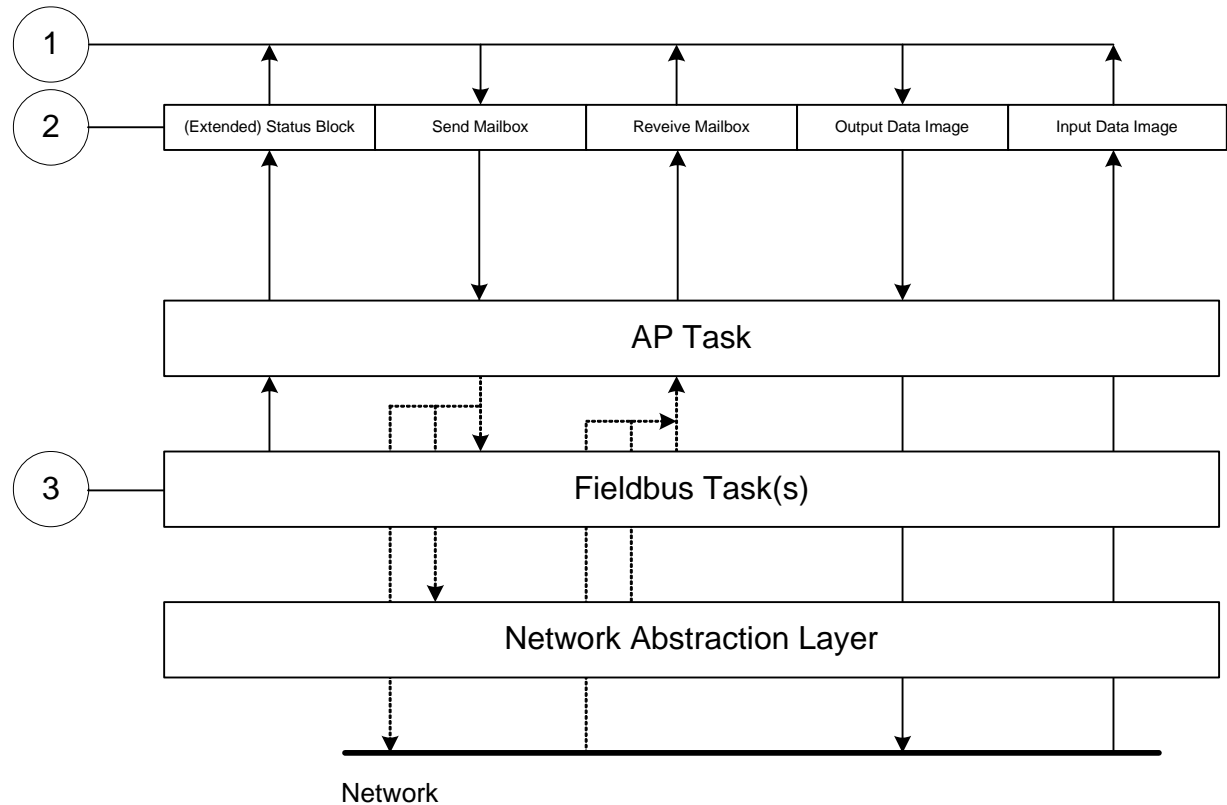 1
2
(Extended) Status Block
Send Mailbox
Reveive Mailbox
Output Data Image
Input Data Image
AP Task
3
Fieldbus Task(s)
Network Abstraction Layer
Network